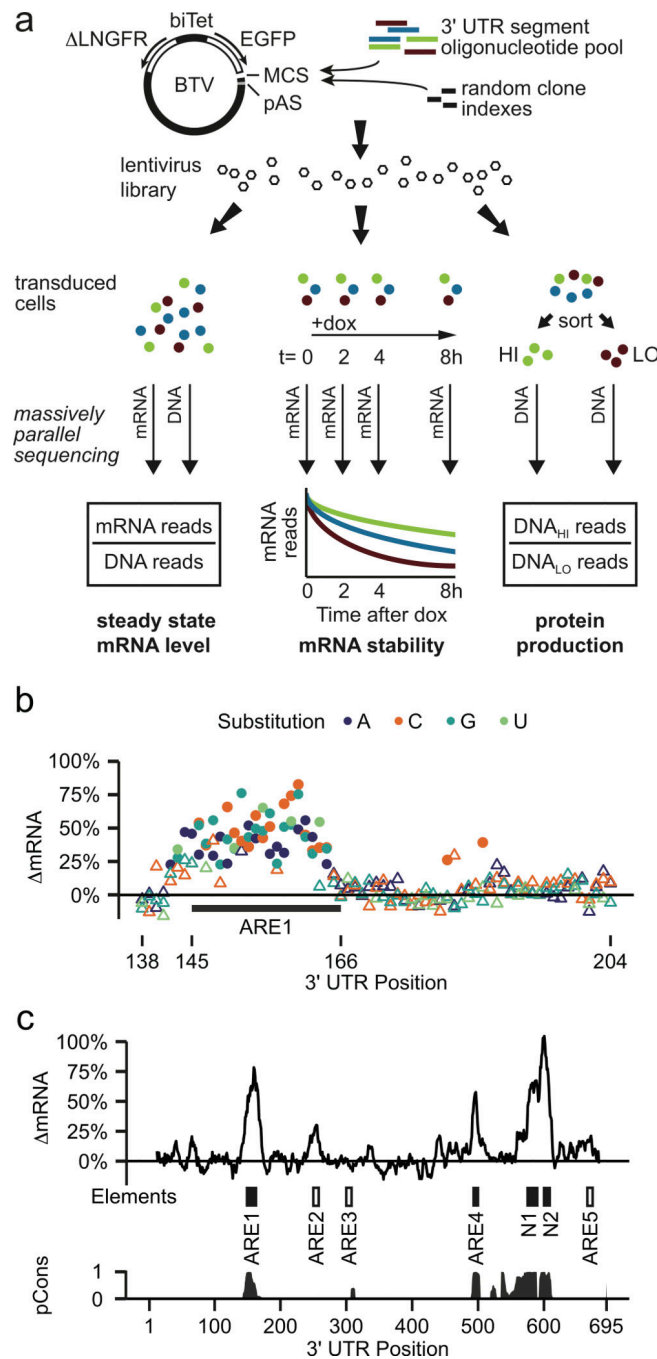 a
biTet
ΔLNGFR
EGFP
BTV
MCS
pAS
3' UTR segment
oligonucleotide pool
random clone
indexes
lentivirus
library
transduced
cells
+dox
t= 0 2 4 8h
sort
HI
LO
massively
parallel
sequencing
mRNA
DNA
mRNA
mRNA
mRNA
mRNA
DNA
DNA
mRNA reads
DNA reads
mRNA
reads
0 2 4 8h
Time after dox
DNAHI reads
DNALO reads
steady state
mRNA level
mRNA stability
protein
production
b
Substitution A C G U
100%
75%
50%
25%
0%
ΔmRNA
ARE1
138 145 166 204
3' UTR Position
c
100%
75%
50%
25%
0%
ΔmRNA
Elements
ARE1
ARE2
ARE3
ARE4
N1
N2
ARE5
pCons
1
0
1 100 200 300 400 500 600 695
3' UTR Position